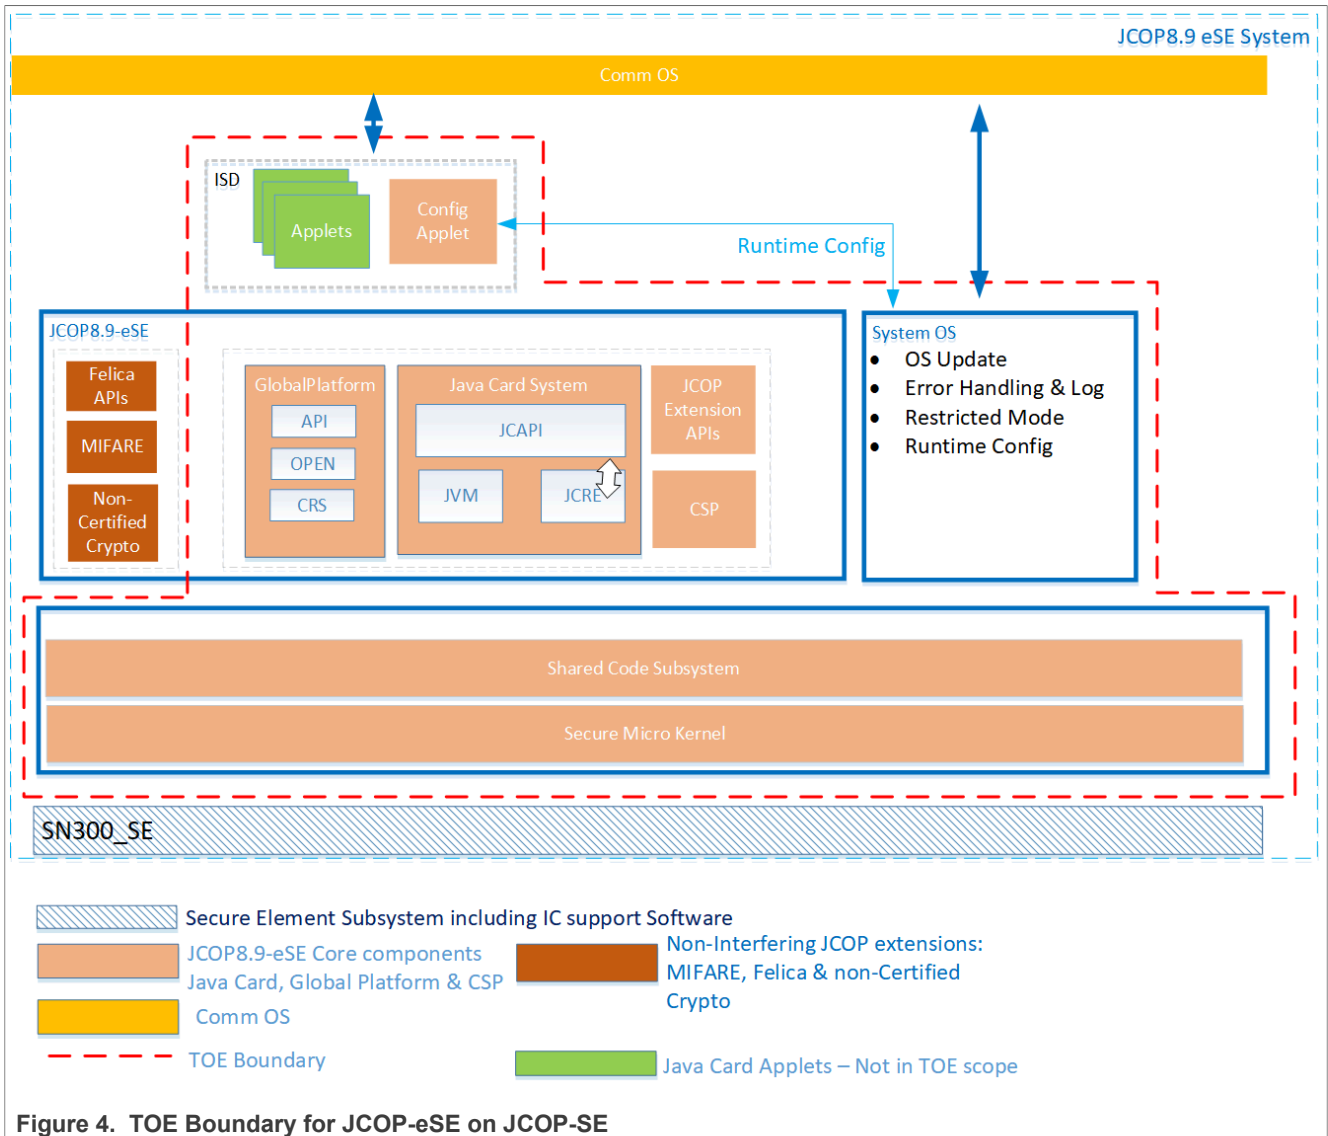 JCOP8.9 eSE System
Comm OS
ISD
Applets
Config
Applet
Runtime Config
JCOP8.9-eSE
Felica
APIs
MIFARE
Non-
Certified
Crypto
GlobalPlatform
API
OPEN
CRS
Java Card System
JCAPI
JVM
JCRE
JCOP
Extension
APIs
CSP
System OS
• OS Update
• Error Handling & Log
• Restricted Mode
• Runtime Config
Shared Code Subsystem
Secure Micro Kernel
SN300_SE
Secure Element Subsystem including IC support Software
JCOP8.9-eSE Core components
Java Card, Global Platform & CSP
Non-Interfering JCOP extensions:
MIFARE, Felica & non-Certified
Crypto
Comm OS
TOE Boundary
Java Card Applets – Not in TOE scope
Figure 4. TOE Boundary for JCOP-eSE on JCOP-SE